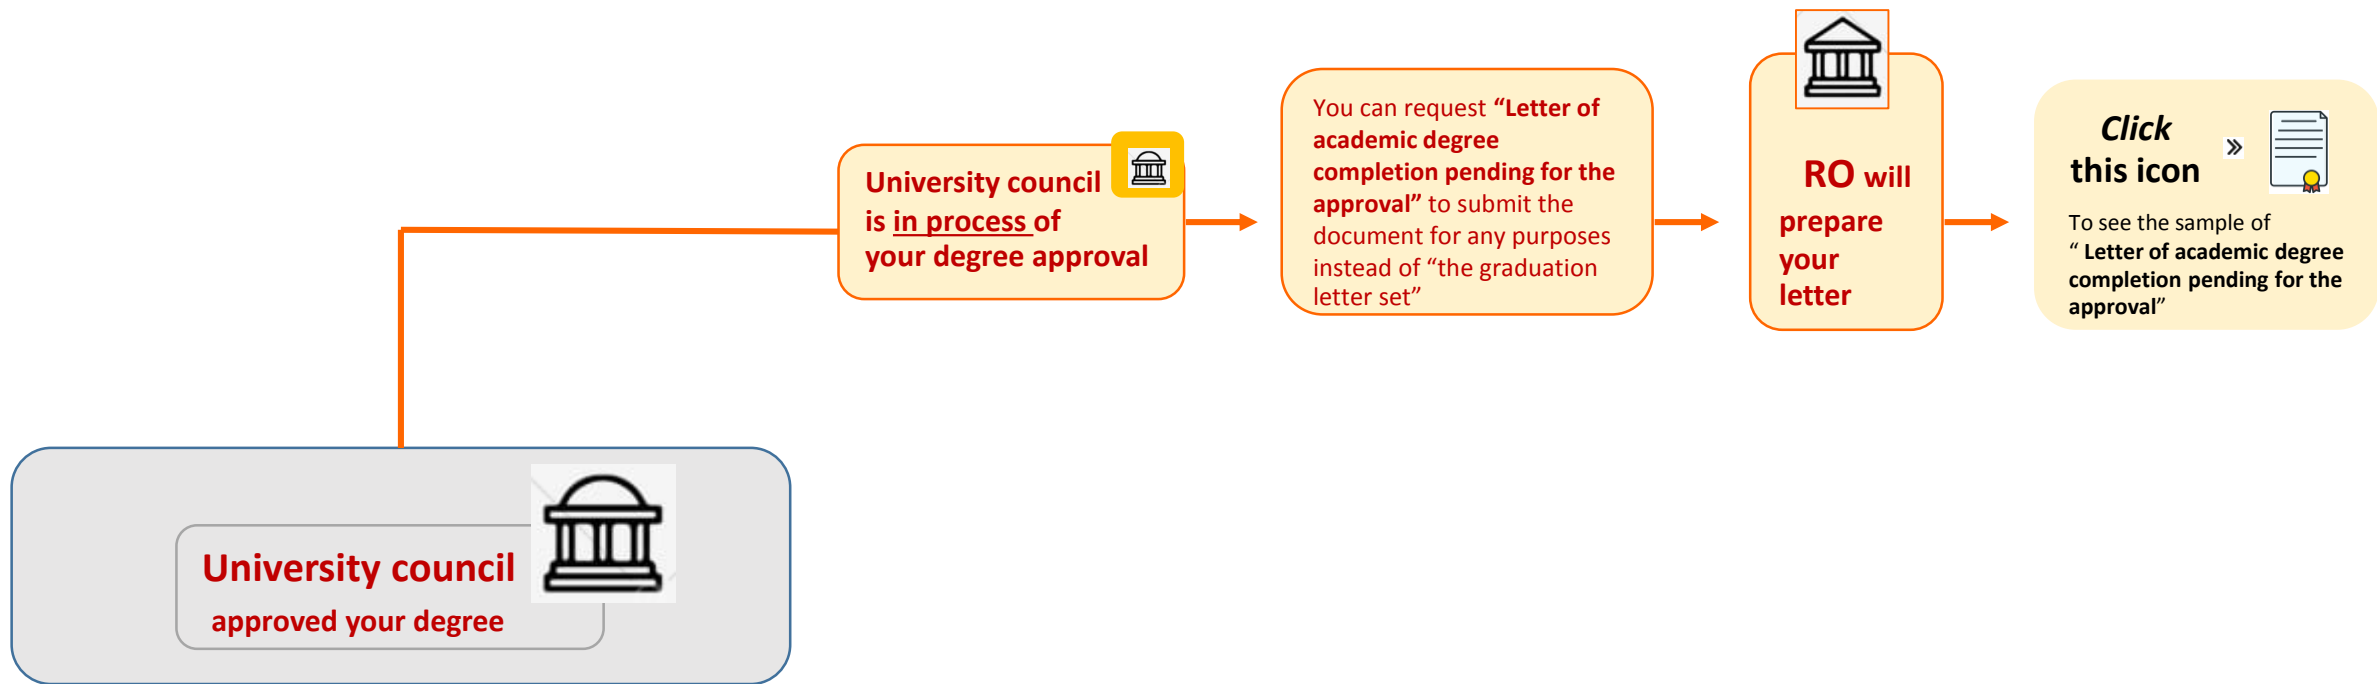 University council
is in process of
your degree approval
You can request “Letter of
academic degree
completion pending for the
approval” to submit the
document for any purposes
instead of “the graduation
letter set”
RO will
prepare
your
letter
Click
this icon
»
To see the sample of
“ Letter of academic degree
completion pending for the
approval”
University council
approved your degree